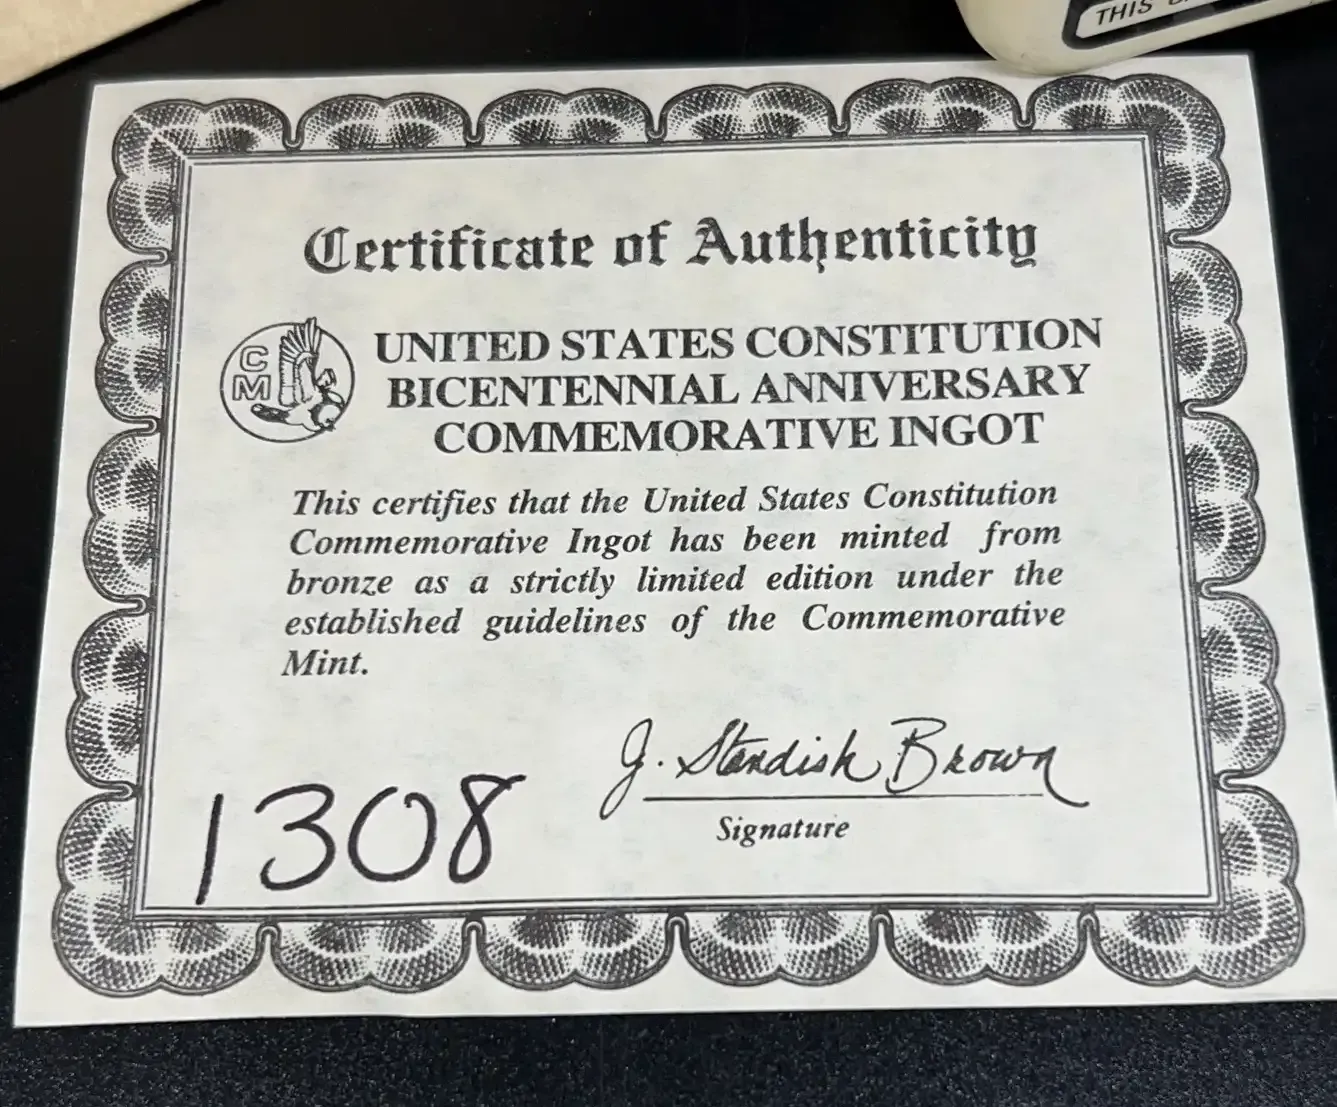 THIS
Certificate of Authenticity
C
M
UNITED STATES CONSTITUTION
BICENTENNIAL ANNIVERSARY
COMMEMORATIVE INGOT
This certifies that the United States Constitution
Commemorative Ingot has been minted from
bronze as a strictly limited edition under the
established guidelines of the Commemorative
Mint.
J. Standish Brown
Signature
1308